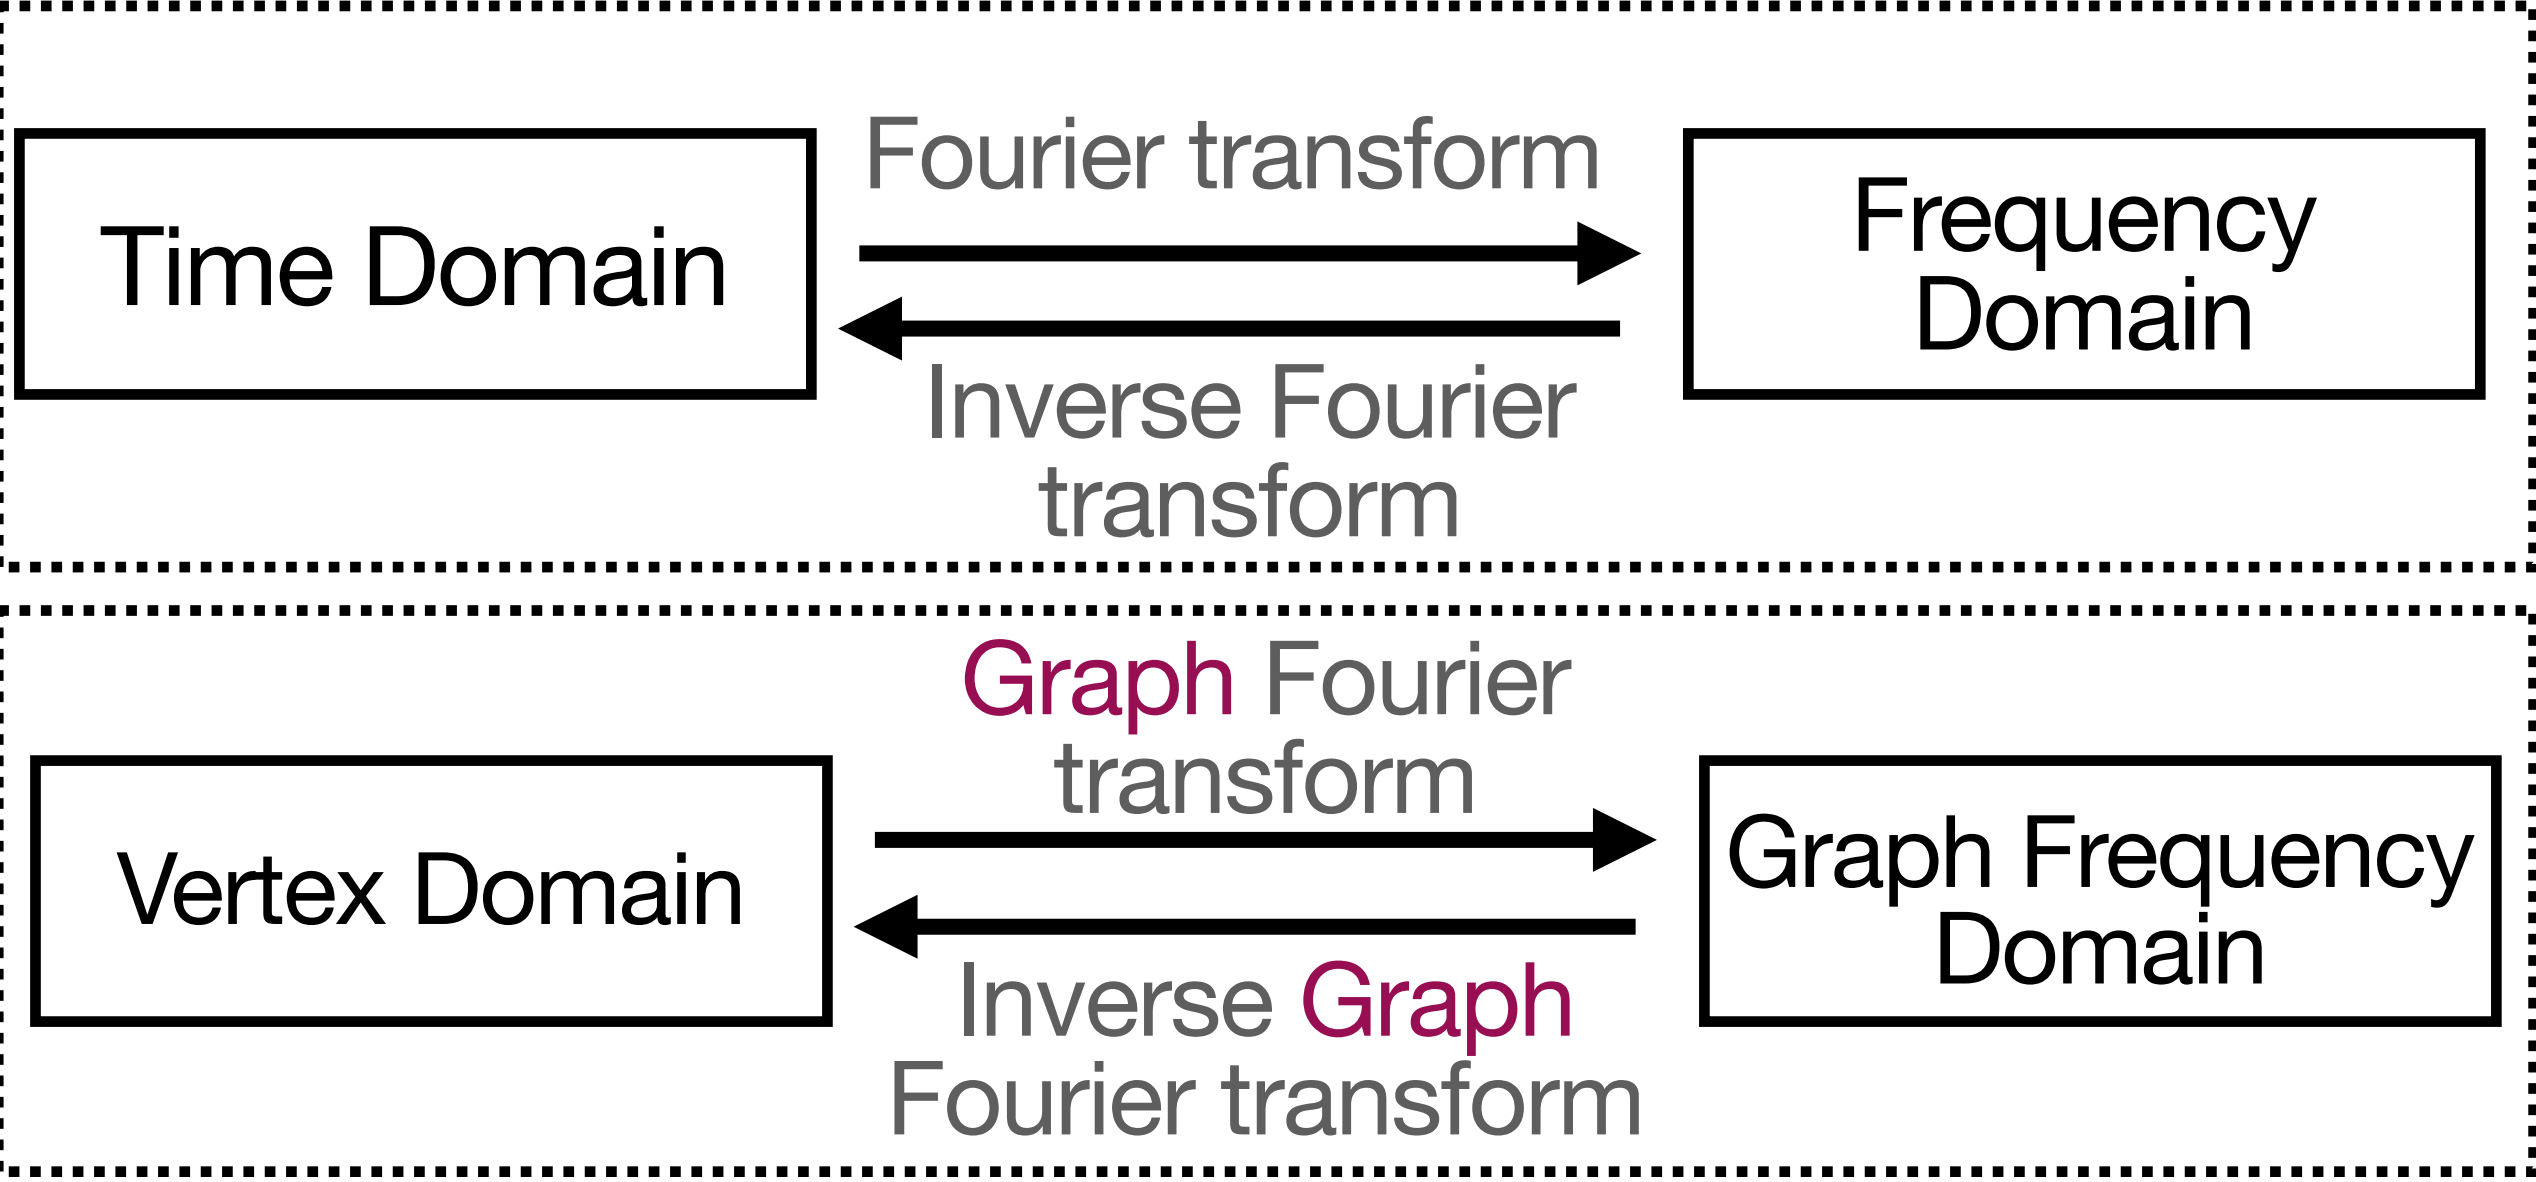 Fourier transform
Time Domain
Frequency
Domain
Inverse Fourier
transform
Graph Fourier
transform
Vertex Domain
Graph Frequency
Domain
Inverse Graph
Fourier transform